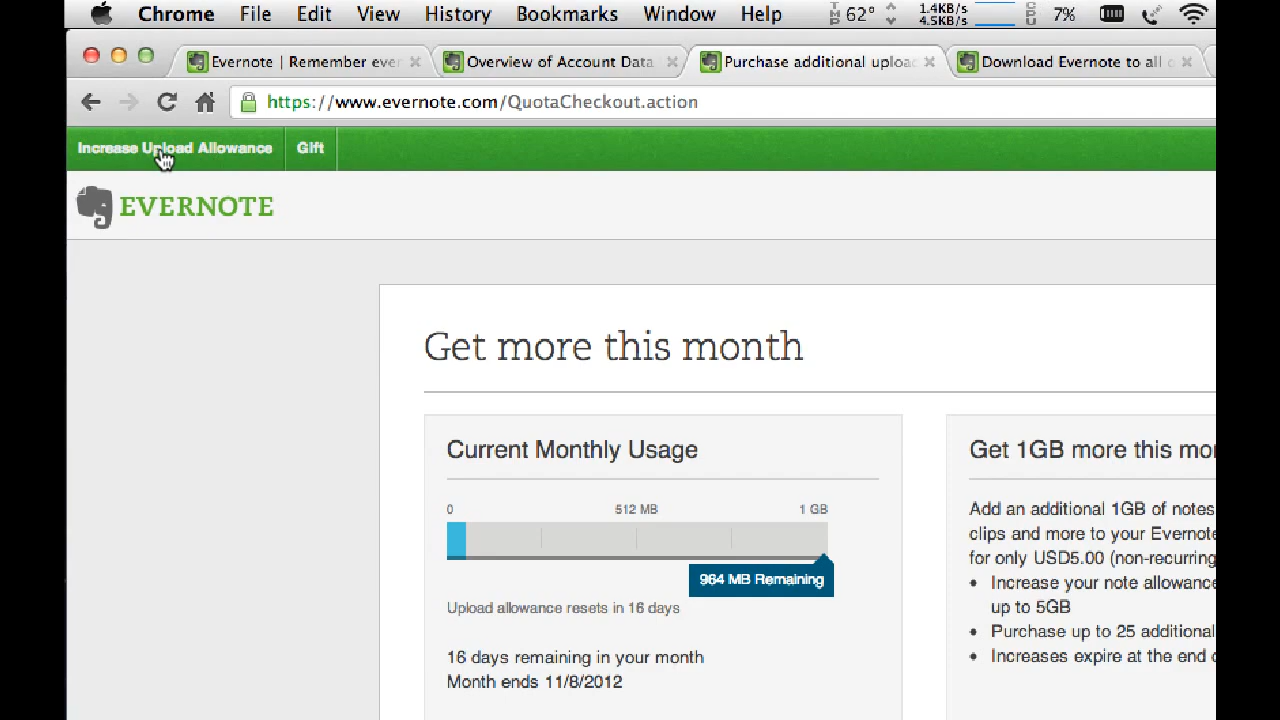 Chrome File Edit View History Bookmarks Window Help TMP 62° 1.4KB/s 4.5KB/s CPU 7%
Evernote | Remember ever Overview of Account Data Purchase additional uploa Download Evernote to all
https://www.evernote.com/QuotaCheckout.action
Increase Upload Allowance Gift
EVERNOTE
Get more this month
Current Monthly Usage
0 512 MB 1 GB
964 MB Remaining
Upload allowance resets in 16 days
16 days remaining in your month
Month ends 11/8/2012
Get 1GB more this mo
Add an additional 1GB of notes
clips and more to your Evernote
for only USD5.00 (non-recurring
• Increase your note allowance
up to 5GB
• Purchase up to 25 additional
• Increases expire at the end